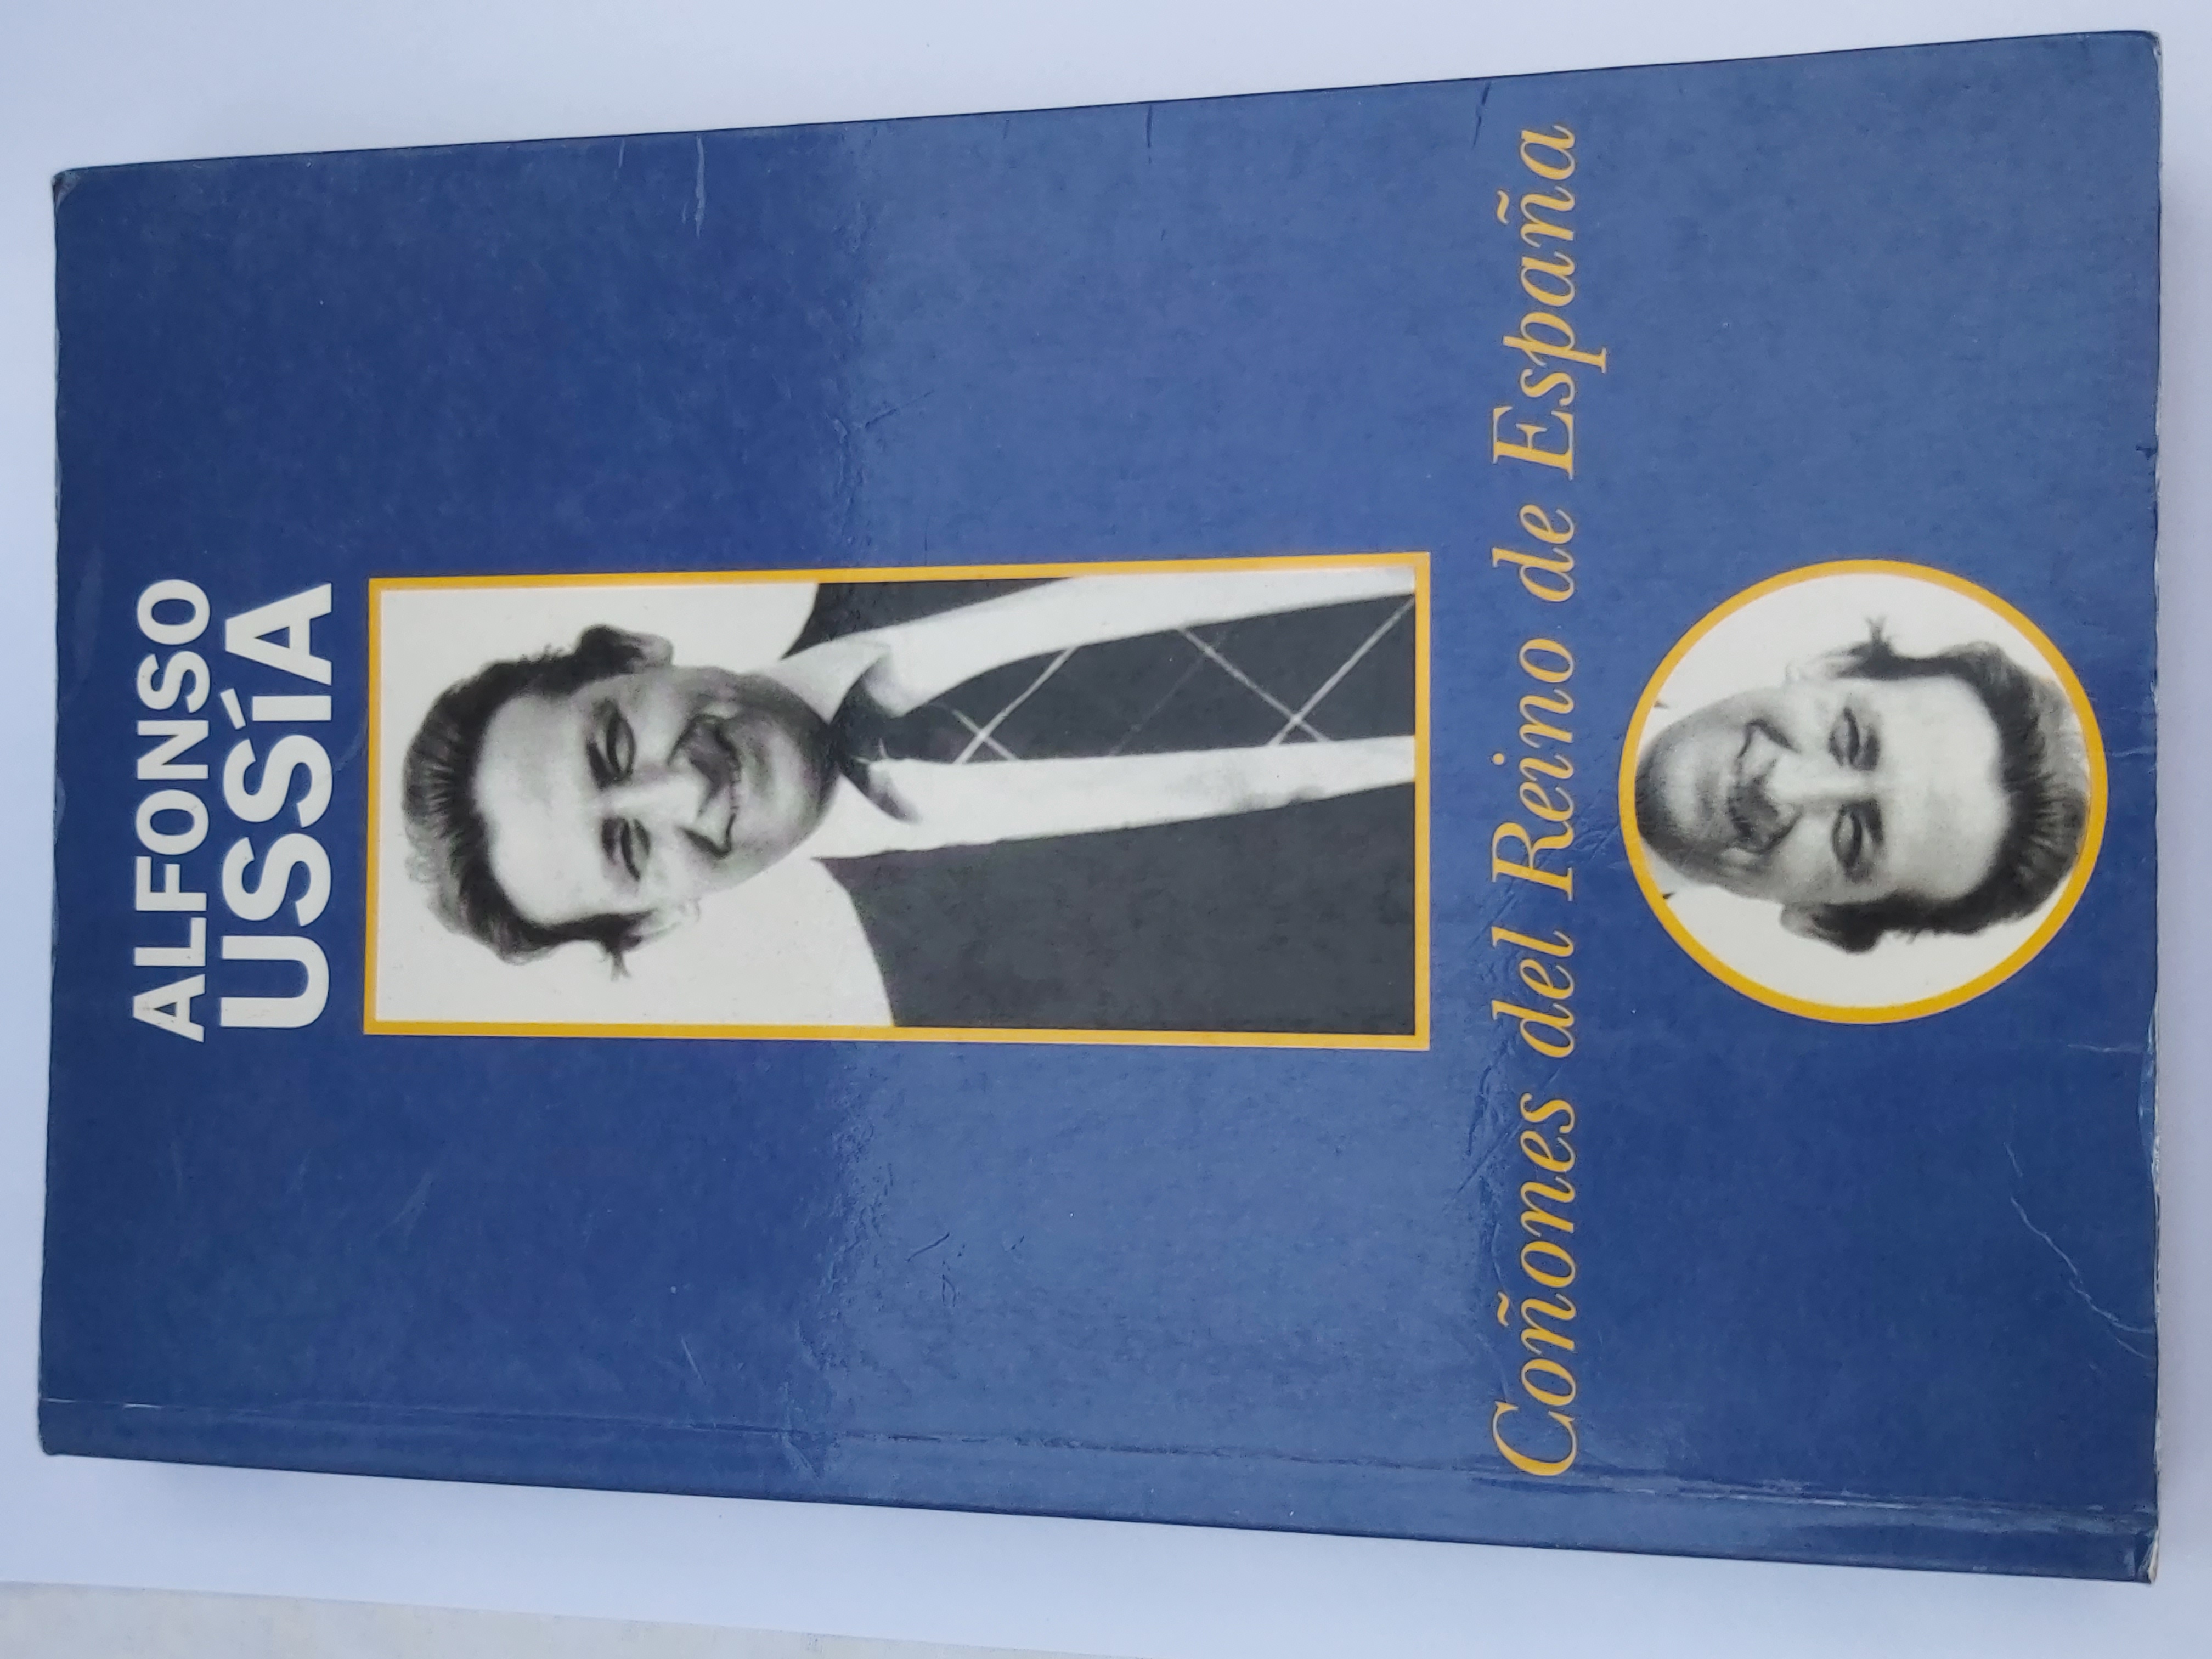 ALFONSO
USSÍA
Coñones del Reino de España